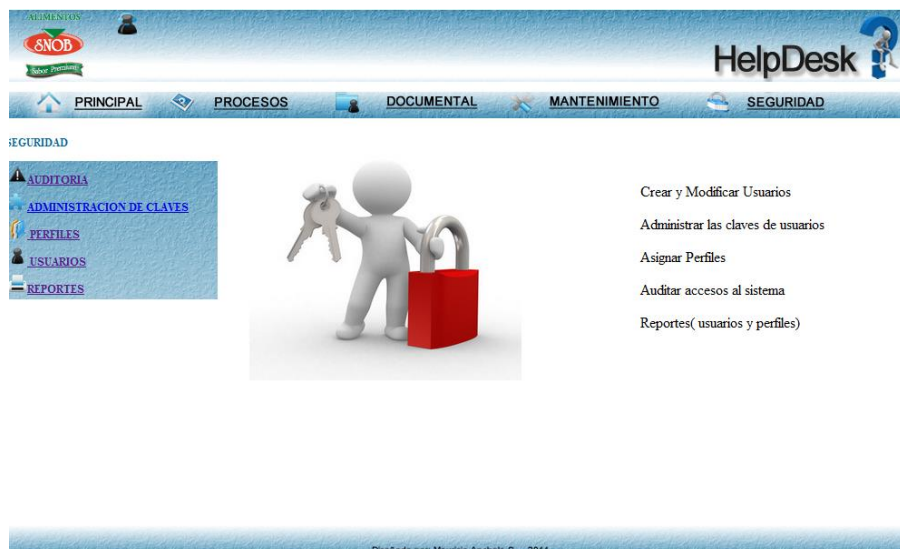 ALIMENTOS
SNOB
Sabor Premium
HelpDesk
PRINCIPAL
PROCESOS
DOCUMENTAL
MANTENIMIENTO
SEGURIDAD
SEGURIDAD
AUDITORIA
ADMINISTRACION DE CLAVES
PERFILES
USUARIOS
REPORTES
Crear y Modificar Usuarios
Administrar las claves de usuarios
Asignar Perfiles
Auditar accesos al sistema
Reportes( usuarios y perfiles)